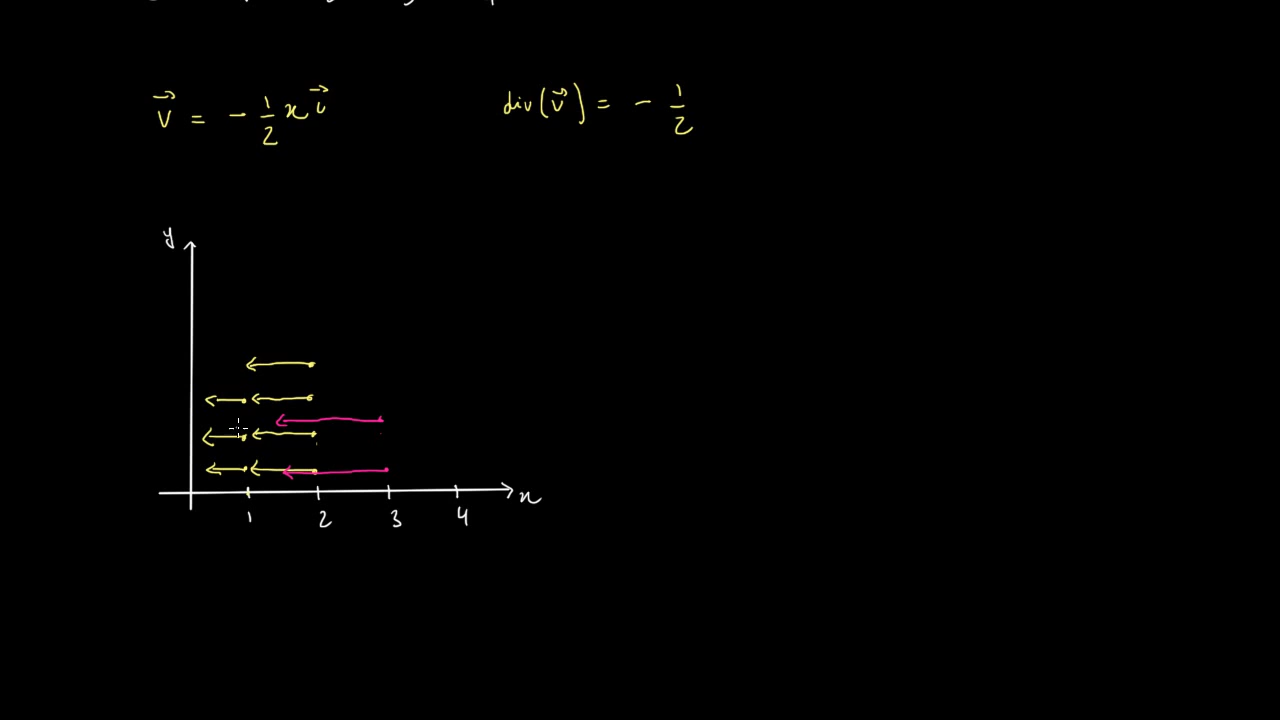 v⃗ = - 1/2 x i⃗
div(v⃗) = - 1/2
y
x
1 2 3 4